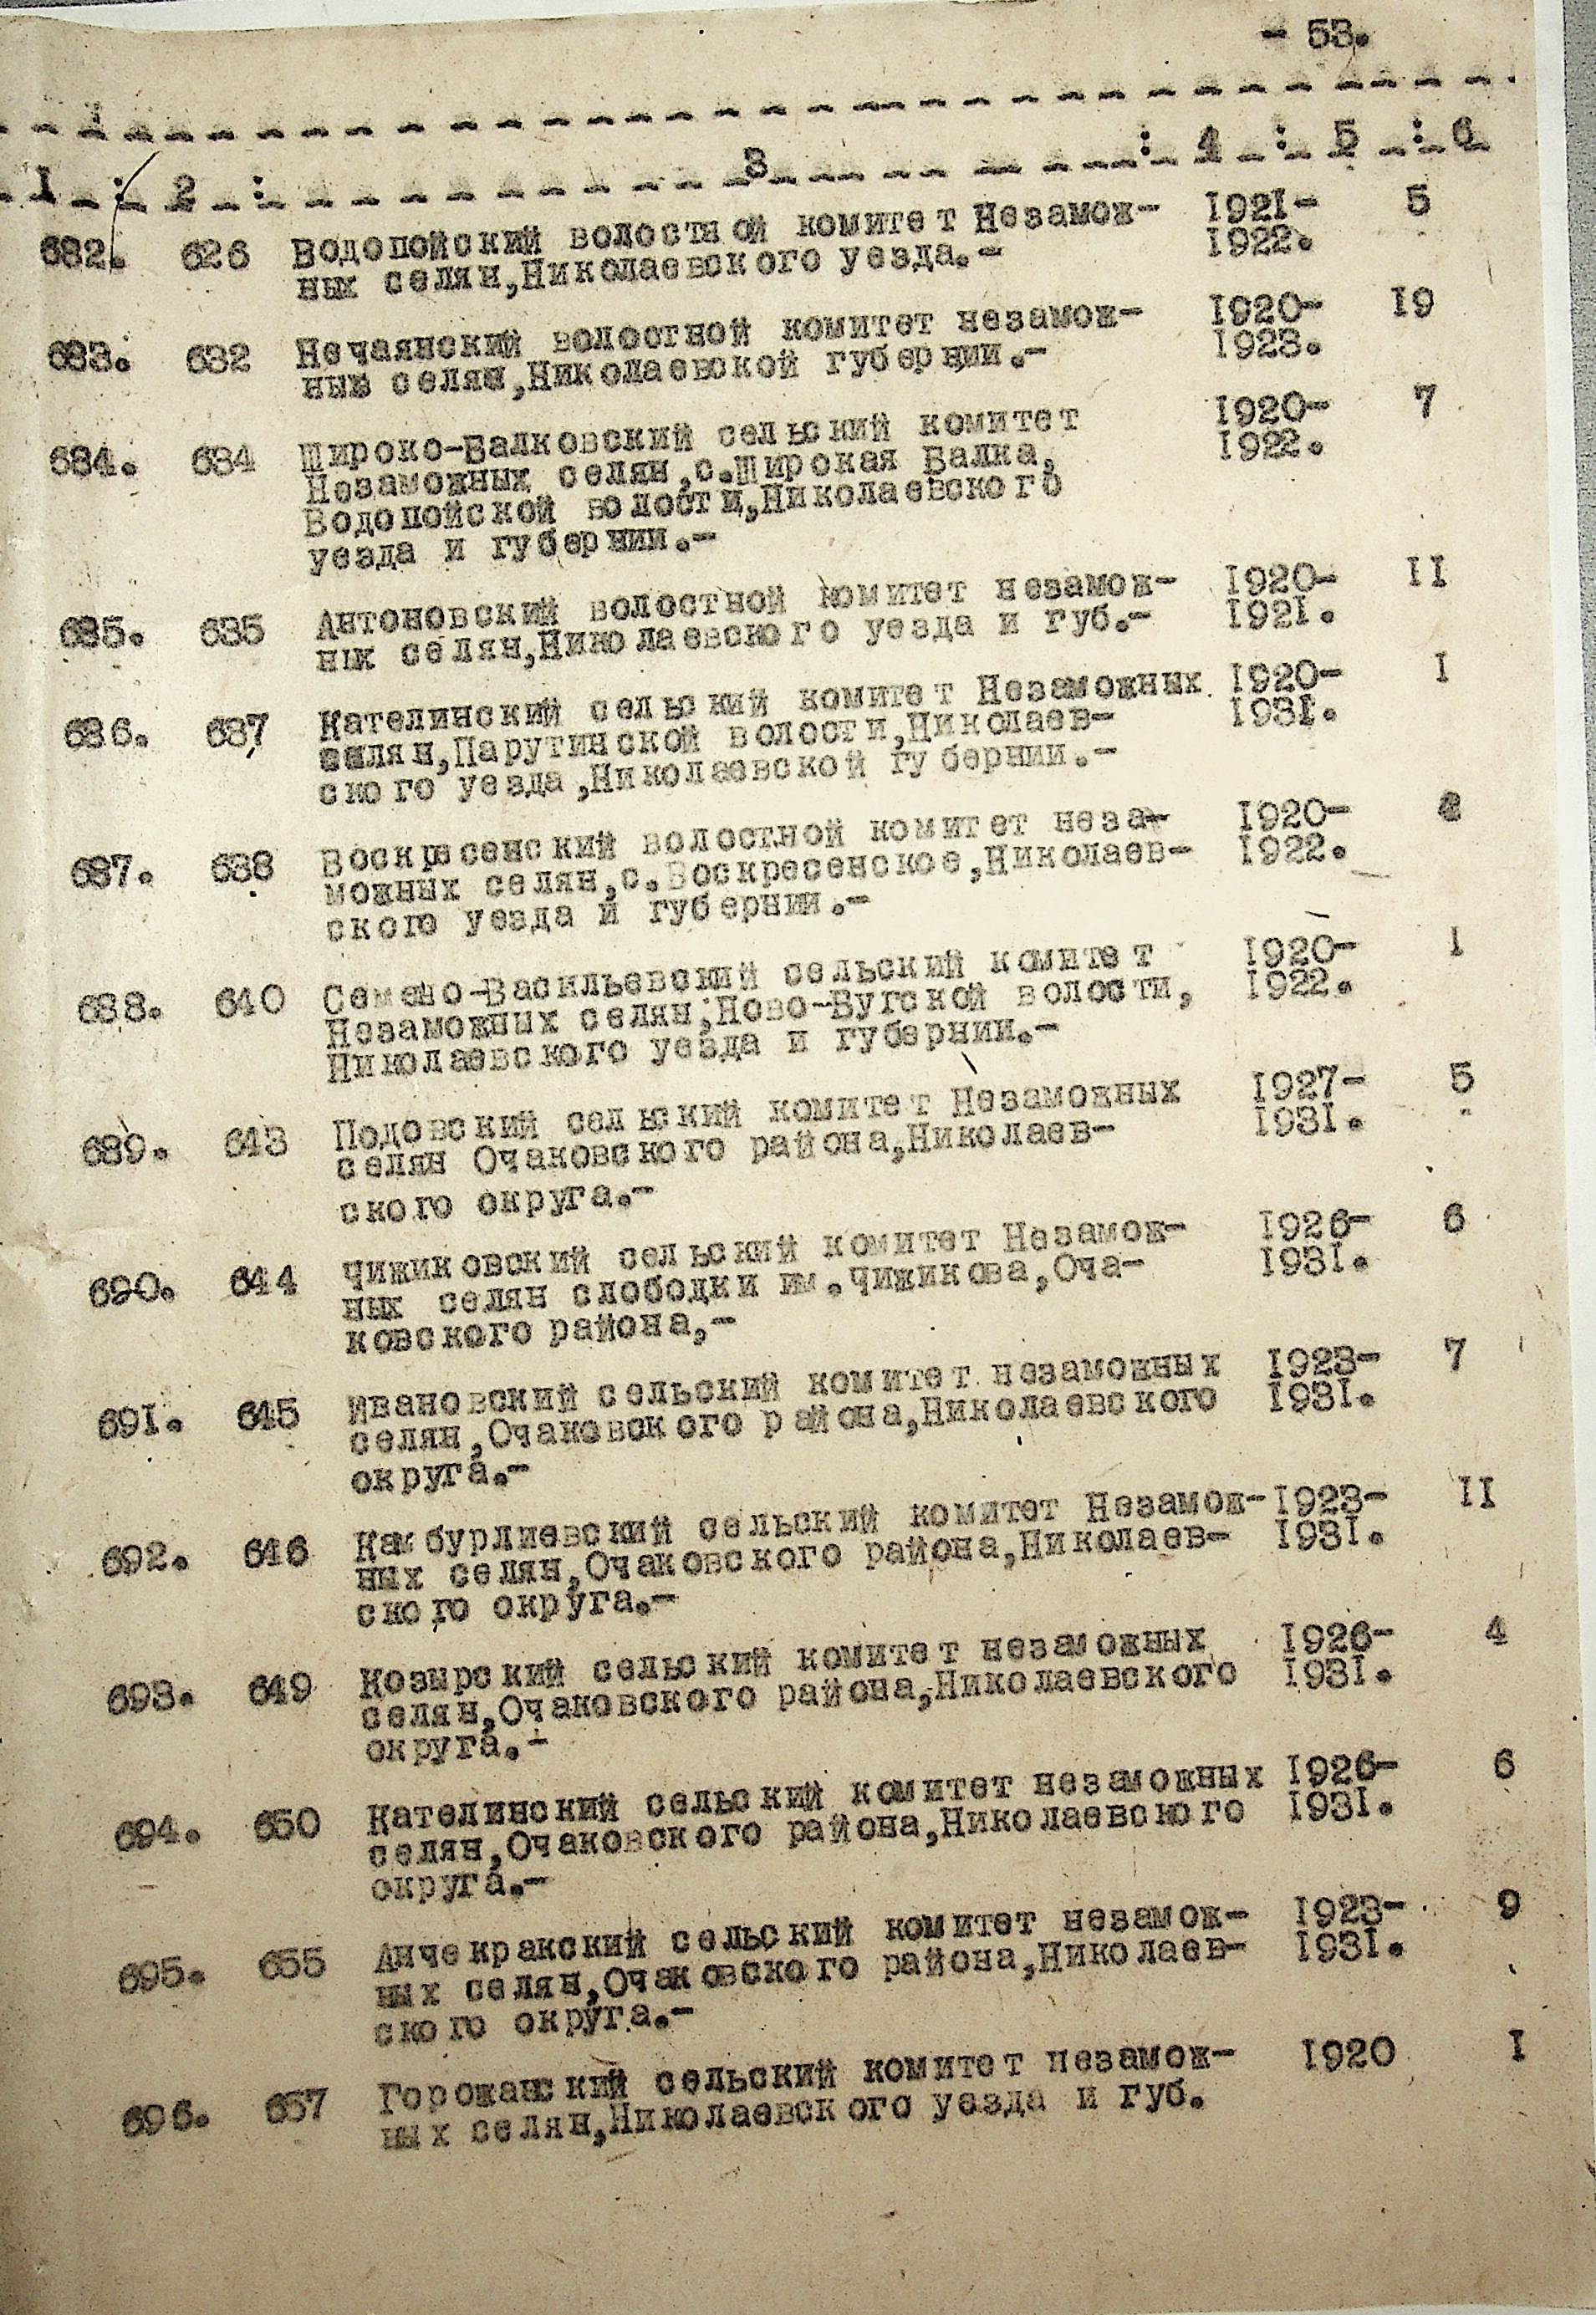 - 53.
1 : 2 : 3 : 4 : 5 : 6
682. 626 Водопойский волостной комитет Незамож- 1921- 5
ных селян,Николаевского уезда.- 1922.
683. 632 Нечаянский волостной комитет незамож- 1920- 19
ных селян,Николаевской губернии.- 1923.
684. 634 Широко-Балковский сельский комитет 1920- 7
Незаможных селян,с.Широкая Балка, 1922.
Водопойской волости,Николаевского
уезда и губернии.-
685. 635 Антоновский волостной комитет незамож- 1920- 11
ных селян,Николаевского уезда и губ.- 1921.
686. 637 Кателинский сельский комитет Незаможных 1920- 1
селян,Парутинской волости,Николаев- 1931.
ского уезда,Николаевской губернии.-
687. 638 Воскресенский волостной комитет неза- 1920-
можных селян,с.Воскресенское,Николаев- 1922.
ского уезда и губернии.-
688. 640 Семено-Васильевский сельский комитет 1920- 1
Незаможных селян,Ново-Бугской волости, 1922.
Николаевского уезда и губернии.-
689. 643 Подовский сельский комитет Незаможных 1927- 5
селян Очаковского района,Николаев- 1931.
ского округа.-
690. 644 Чижиковский сельский комитет Незамож- 1926- 6
ных селян слободки им.Чижикова,Оча- 1931.
ковского района,-
691. 645 Ивановский сельский комитет незаможных 1923- 7
селян,Очаковского района,Николаевского 1931.
округа.-
692. 646 Камбурлиевский сельский комитет Незамож- 1923- 11
ных селян,Очаковского района,Николаев- 1931.
ского округа.-
693. 649 Козырский сельский комитет незаможных 1926- 4
селян,Очаковского района,Николаевского 1931.
округа.-
694. 650 Кателинский сельский комитет незаможных 1926- 6
селян,Очаковского района,Николаевского 1931.
округа.-
695. 655 Анчекракский сельский комитет незамож- 1923- 9
ных селян,Очаковского района,Николаев- 1931.
ского округа.-
696. 657 Горожанский сельский комитет незамож- 1920 1
ных селян,Николаевского уезда и губ.